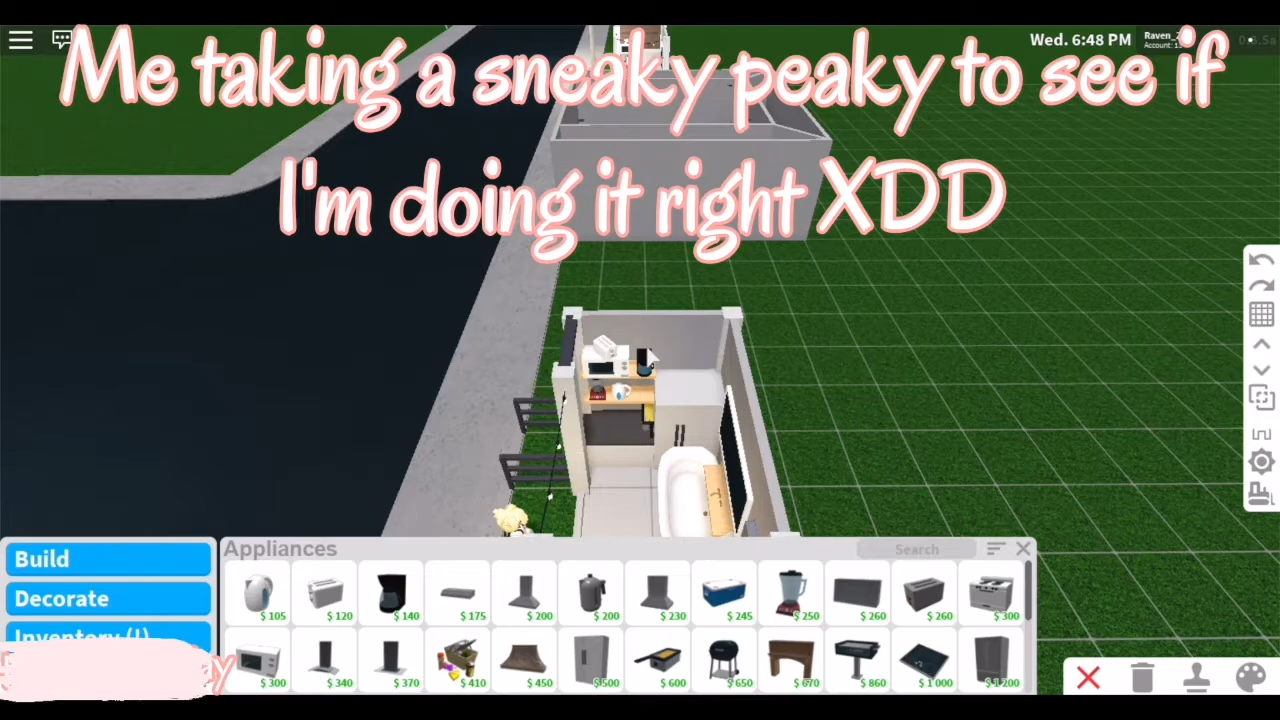 Me taking a sneaky peaky to see if
I'm doing it right XDD
Wed. 6:48 PM
Build
Decorate
Inventory (!)
Appliances
Search
$ 105 $ 120 $ 140 $ 175 $ 200 $ 200 $ 230 $ 245 $ 250 $ 260 $ 260 $ 300
$ 300 $ 340 $ 370 $ 410 $ 450 $ 500 $ 600 $ 650 $ 670 $ 860 $ 1 000 $ 1 200